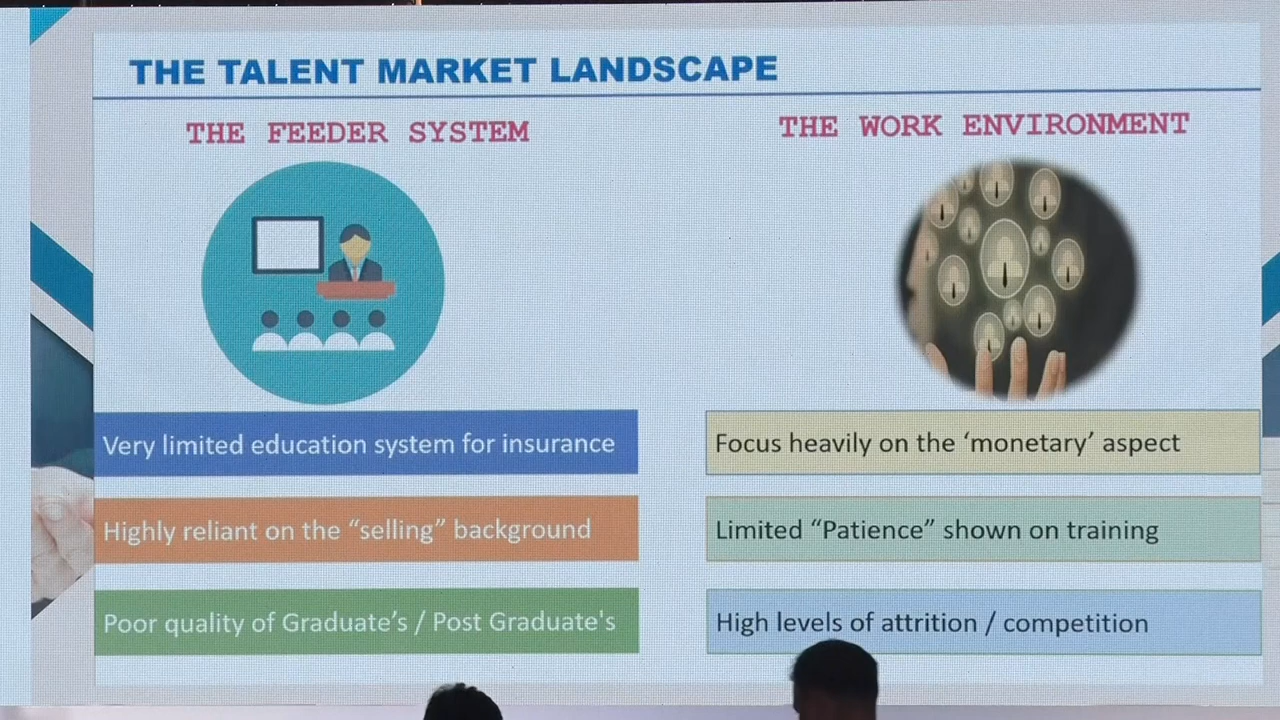 THE TALENT MARKET LANDSCAPE
THE FEEDER SYSTEM
Very limited education system for insurance
Highly reliant on the “selling” background
Poor quality of Graduate’s / Post Graduate's
THE WORK ENVIRONMENT
Focus heavily on the ‘monetary’ aspect
Limited “Patience” shown on training
High levels of attrition / competition